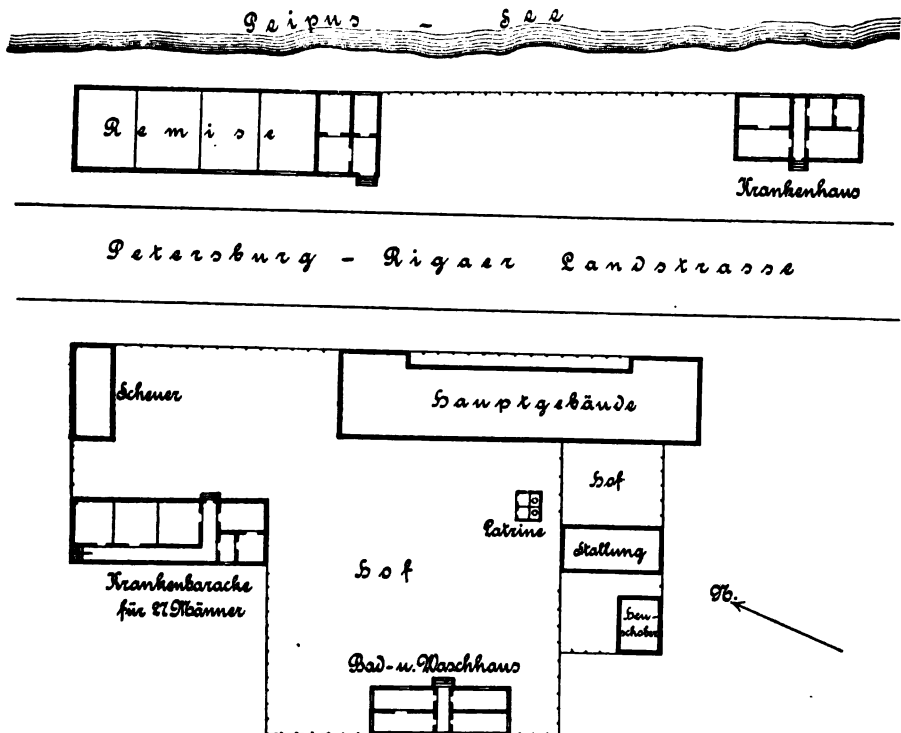 Peipus - See
Remise
Krankenhaus
Petersburg - Rigaer Landstrasse
Scheuer
Hauptgebäude
Hof
Latrine
Stallung
Krankenbaracke
für 27 Männer
Hof
N.
Heu-
schober
Bad- u. Waschhaus